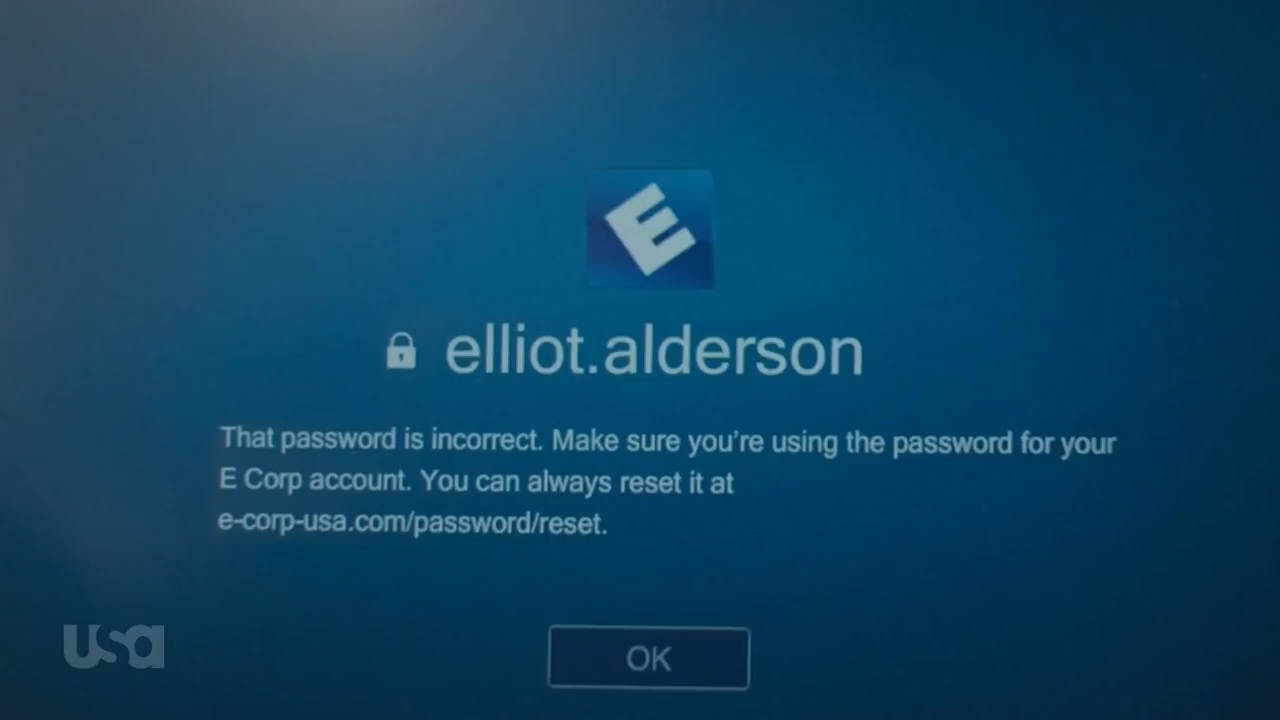 E
elliot.alderson
That password is incorrect. Make sure you're using the password for your
E Corp account. You can always reset it at
e-corp-usa.com/password/reset.
OK
usa